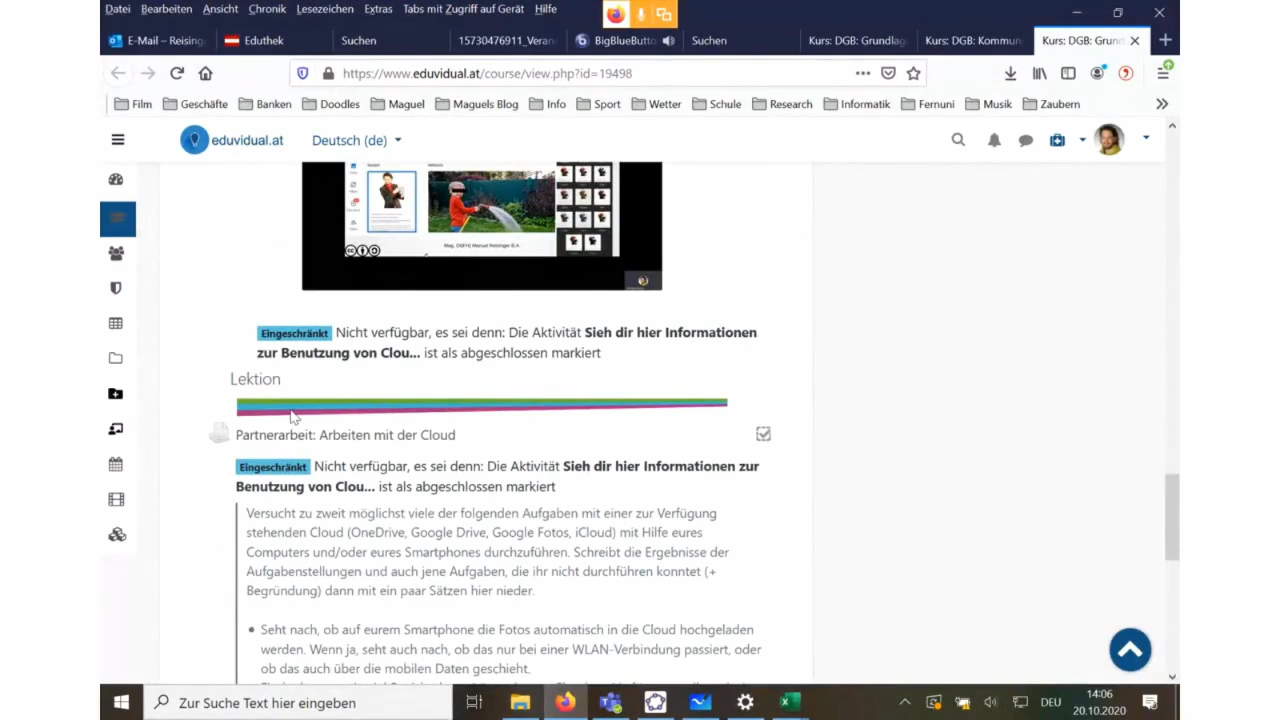 Datei Bearbeiten Ansicht Chronik Lesezeichen Extras Tabs mit Zugriff auf Gerät Hilfe
E-Mail – Reising Eduthek Suchen 15730476911_Veran BigBlueButto Suchen Kurs: DGB: Grundlag Kurs: DGB: Kommun Kurs: DGB: Grun
https://www.eduvidual.at/course/view.php?id=19498
Film Geschäfte Banken Doodles Maguel Maguels Blog Info Sport Wetter Schule Research Informatik Fernuni Musik Zaubern
eduvidual.at Deutsch (de)
Mag. DI(FH) Manuel Reisinger B.A.
Eingeschränkt Nicht verfügbar, es sei denn: Die Aktivität Sieh dir hier Informationen
zur Benutzung von Clou... ist als abgeschlossen markiert
Lektion
Partnerarbeit: Arbeiten mit der Cloud
Eingeschränkt Nicht verfügbar, es sei denn: Die Aktivität Sieh dir hier Informationen zur
Benutzung von Clou... ist als abgeschlossen markiert
Versucht zu zweit möglichst viele der folgenden Aufgaben mit einer zur Verfügung
stehenden Cloud (OneDrive, Google Drive, Google Fotos, iCloud) mit Hilfe eures
Computers und/oder eures Smartphones durchzuführen. Schreibt die Ergebnisse der
Aufgabenstellungen und auch jene Aufgaben, die ihr nicht durchführen konntet (+
Begründung) dann mit ein paar Sätzen hier nieder.
• Seht nach, ob auf eurem Smartphone die Fotos automatisch in die Cloud hochgeladen
werden. Wenn ja, seht auch nach, ob das nur bei einer WLAN-Verbindung passiert, oder
ob das auch über die mobilen Daten geschieht.
Zur Suche Text hier eingeben
DEU
14:06
20.10.2020